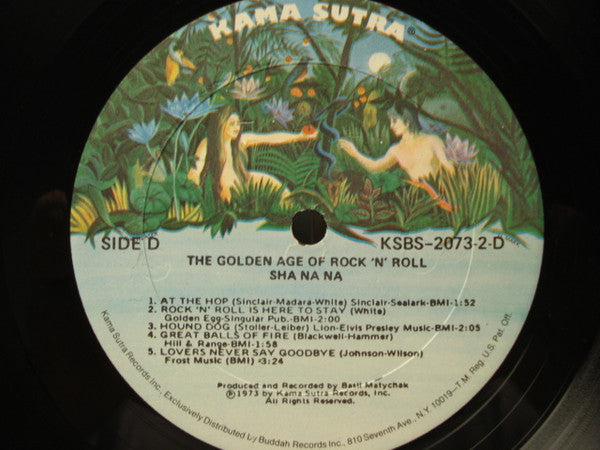 KAMA SUTRA®
SIDE D
KSBS-2073-2-D
THE GOLDEN AGE OF ROCK 'N' ROLL
SHA NA NA
1. AT THE HOP (Sinclair-Madara-White) Sinclair-Sealark-BMI-1:52
2. ROCK 'N' ROLL IS HERE TO STAY (White)
Golden Egg-Singular Pub.-BMI-2:00
3. HOUND DOG (Stoller-Leiber) Lion-Elvis Presley Music-BMI-2:05
4. GREAT BALLS OF FIRE (Blackwell-Hammer)
Hill & Range-BMI-1:58
5. LOVERS NEVER SAY GOODBYE (Johnson-Wilson)
Frost Music (BMI) -3:24
Produced and Recorded by Basil Matychak
Ⓟ1973 by Kama Sutra Records, Inc.
All Rights Reserved.
Kama Sutra Records Inc., Exclusively Distributed by Buddah Records Inc., 810 Seventh Ave., N.Y. 10019-T.M. Reg. U.S. Pat. Off.